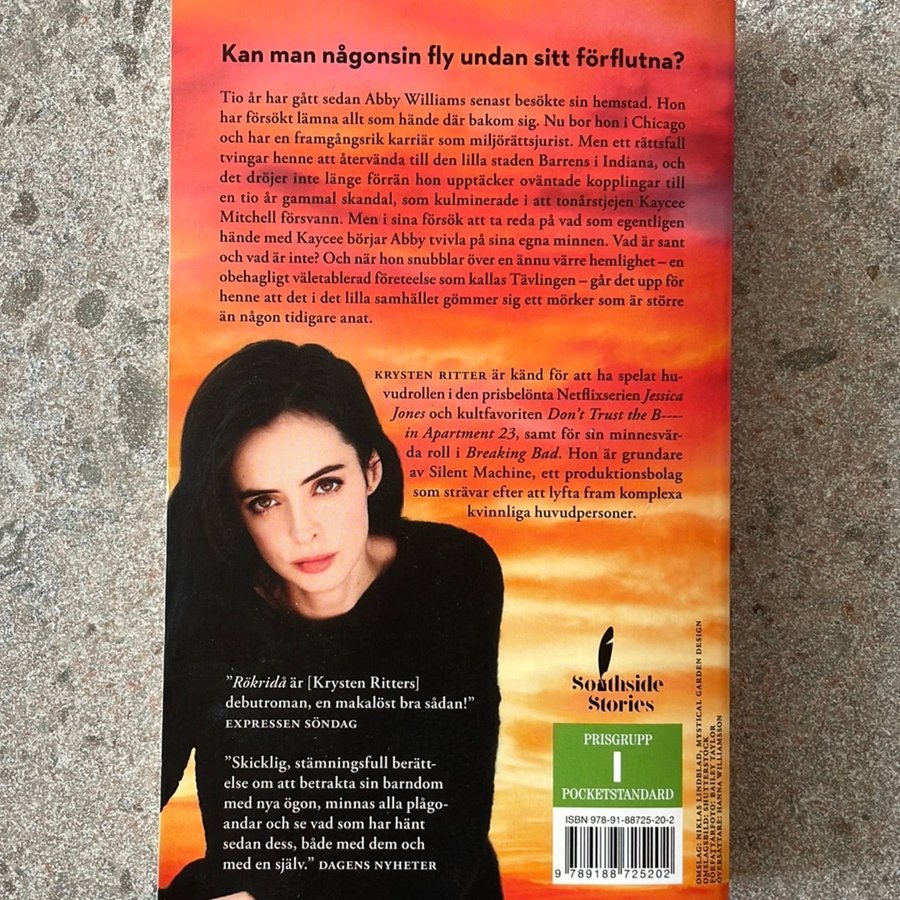 Kan man någonsin fly undan sitt förflutna?
Tio år har gått sedan Abby Williams senast besökte sin hemstad. Hon
har försökt lämna allt som hände där bakom sig. Nu bor hon i Chicago
och har en framgångsrik karriär som miljörättsjurist. Men ett rättsfall
tvingar henne att återvända till den lilla staden Barrens i Indiana, och
det dröjer inte länge förrän hon upptäcker oväntade kopplingar till
en tio år gammal skandal, som kulminerade i att tonårstjejen Kaycee
Mitchell försvann. Men i sina försök att ta reda på vad som egentligen
hände med Kaycee börjar Abby tvivla på sina egna minnen. Vad är sant
och vad är inte? Och när hon snubblar över en ännu värre hemlighet – en
obehagligt väletablerad företeelse som kallas Tävlingen – går det upp för
henne att det i det lilla samhället gömmer sig ett mörker som är större
än någon tidigare anat.
KRYSTEN RITTER är känd för att ha spelat hu-
vudrollen i den prisbelönta Netflixserien Jessica
Jones och kultfavoriten Don't Trust the B----
in Apartment 23, samt för sin minnesvär-
da roll i Breaking Bad. Hon är grundare
av Silent Machine, ett produktionsbolag
som strävar efter att lyfta fram komplexa
kvinnliga huvudpersoner.
”Rökridå är [Krysten Ritters]
debutroman, en makalöst bra sådan!”
EXPRESSEN SÖNDAG
”Skicklig, stämningsfull berätt-
else om att betrakta sin barndom
med nya ögon, minnas alla plågo-
andar och se vad som har hänt
sedan dess, både med dem och
med en själv.” DAGENS NYHETER
Southside
Stories
PRISGRUPP
I
POCKETSTANDARD
ISBN 978-91-88725-20-2
9 789188 725202
OMSLAG: NIKLAS LINDBLAD, MYSTICAL GARDEN DESIGN
OMSLAGSBILD: SHUTTERSTOCK
FÖRFATTARFOTO: BAILEY TAYLOR
ÖVERSÄTTARE: HANNA WILLIAMSSON